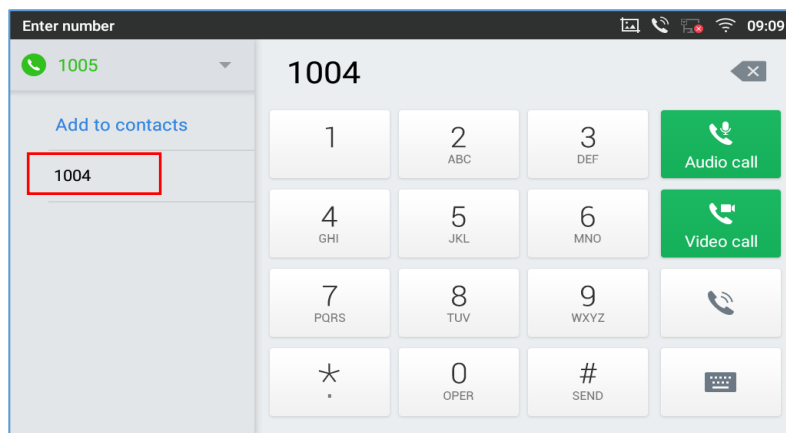 Enter number
09:09
1005
1004
Add to contacts
1004
1
2
ABC
3
DEF
Audio call
4
GHI
5
JKL
6
MNO
Video call
7
PQRS
8
TUV
9
WXYZ
*
.
0
OPER
#
SEND